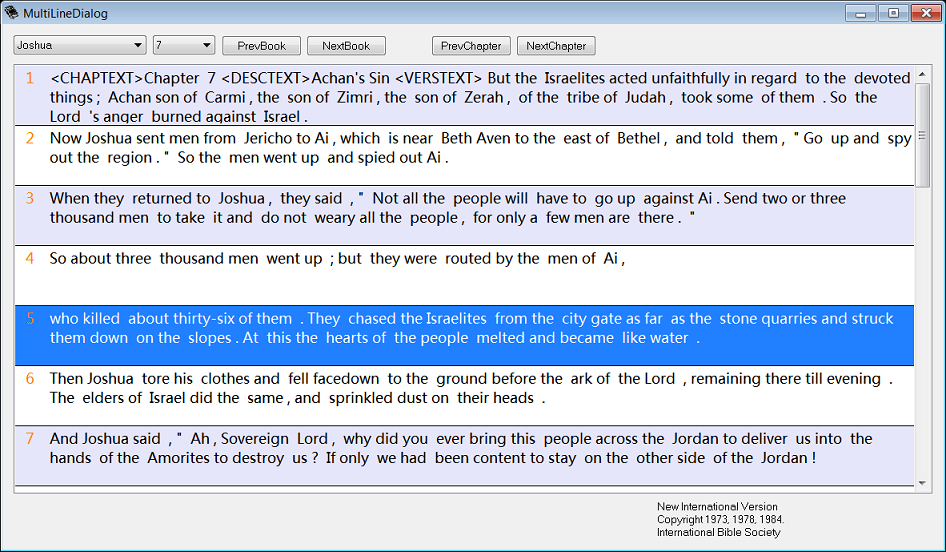 MultiLineDialog
Joshua 7 PrevBook NextBook PrevChapter NextChapter
1 <CHAPTEXT>Chapter 7 <DESCTEXT>Achan's Sin <VERSTEXT> But the Israelites acted unfaithfully in regard to the devoted
things ; Achan son of Carmi , the son of Zimri , the son of Zerah , of the tribe of Judah , took some of them . So the
Lord 's anger burned against Israel .
2 Now Joshua sent men from Jericho to Ai , which is near Beth Aven to the east of Bethel , and told them , " Go up and spy
out the region . " So the men went up and spied out Ai .
3 When they returned to Joshua , they said , " Not all the people will have to go up against Ai . Send two or three
thousand men to take it and do not weary all the people , for only a few men are there . "
4 So about three thousand men went up ; but they were routed by the men of Ai ,
5 who killed about thirty-six of them . They chased the Israelites from the city gate as far as the stone quarries and struck
them down on the slopes . At this the hearts of the people melted and became like water .
6 Then Joshua tore his clothes and fell facedown to the ground before the ark of the Lord , remaining there till evening .
The elders of Israel did the same , and sprinkled dust on their heads .
7 And Joshua said , " Ah , Sovereign Lord , why did you ever bring this people across the Jordan to deliver us into the
hands of the Amorites to destroy us ? If only we had been content to stay on the other side of the Jordan !
New International Version
Copyright 1973, 1978, 1984.
International Bible Society